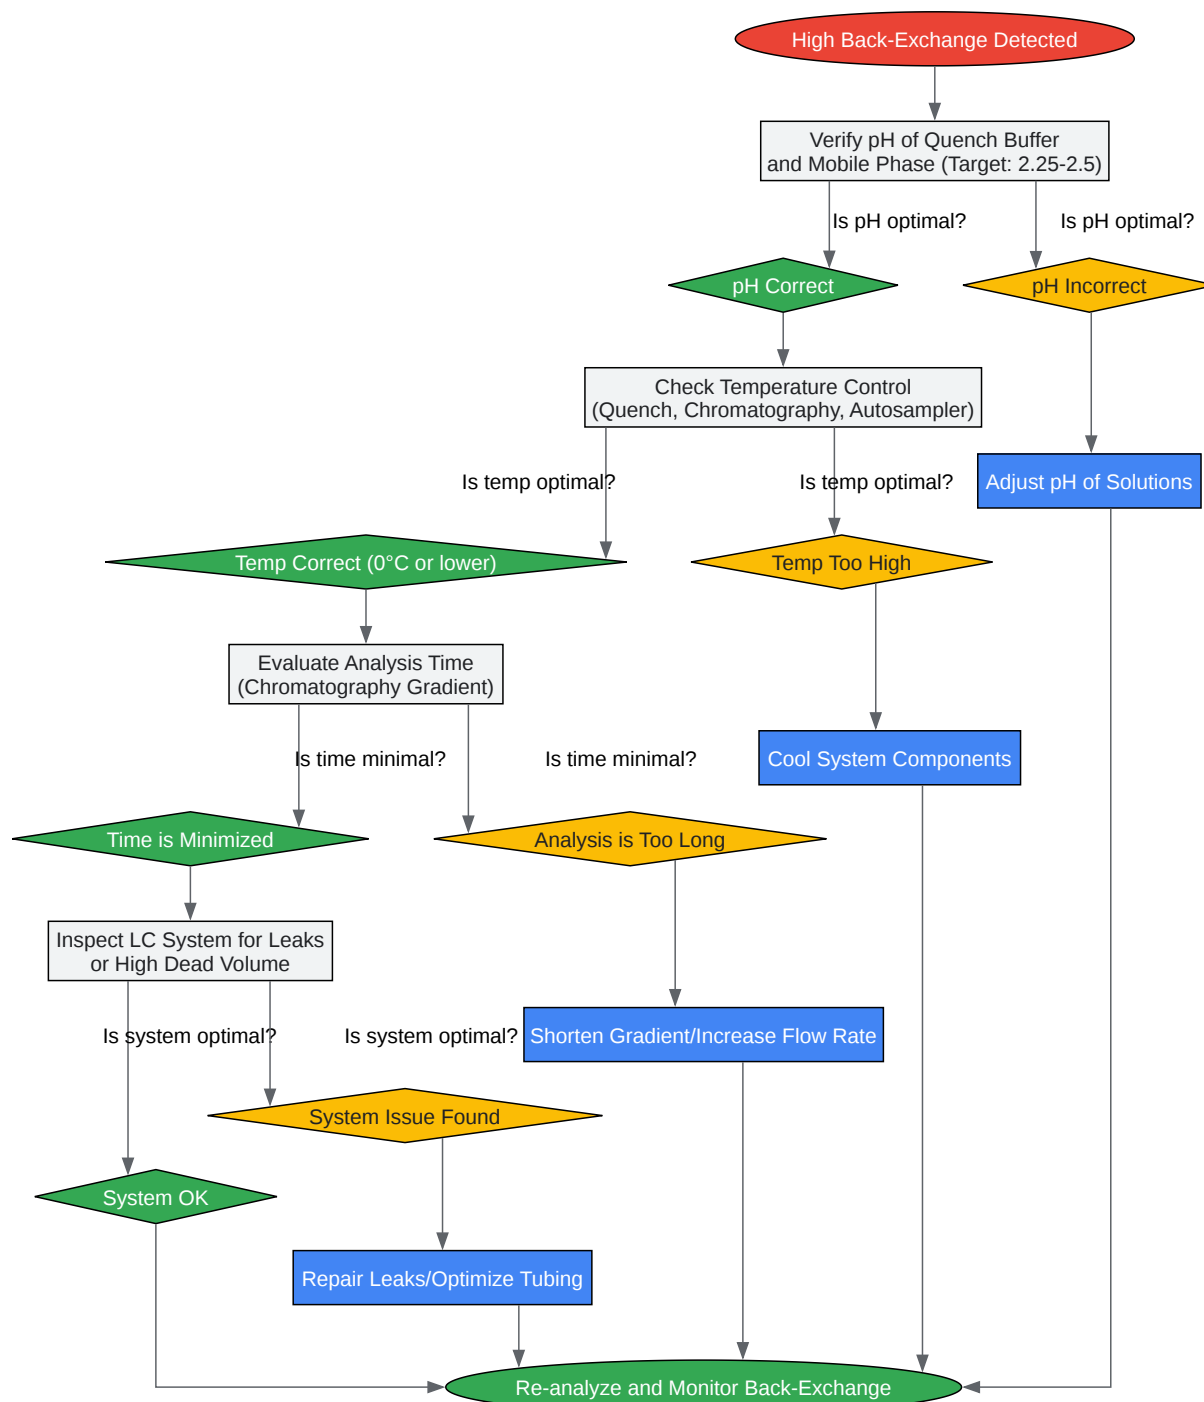 High Back-Exchange Detected
Verify pH of Quench Buffer
and Mobile Phase (Target: 2.25-2.5)
Is pH optimal?
Is pH optimal?
pH Correct
pH Incorrect
Check Temperature Control
(Quench, Chromatography, Autosampler)
Is temp optimal?
Is temp optimal?
Adjust pH of Solutions
Temp Correct (0°C or lower)
Temp Too High
Evaluate Analysis Time
(Chromatography Gradient)
Is time minimal?
Is time minimal?
Cool System Components
Time is Minimized
Analysis is Too Long
Inspect LC System for Leaks
or High Dead Volume
Is system optimal?
Is system optimal?
Shorten Gradient/Increase Flow Rate
System Issue Found
System OK
Repair Leaks/Optimize Tubing
Re-analyze and Monitor Back-Exchange